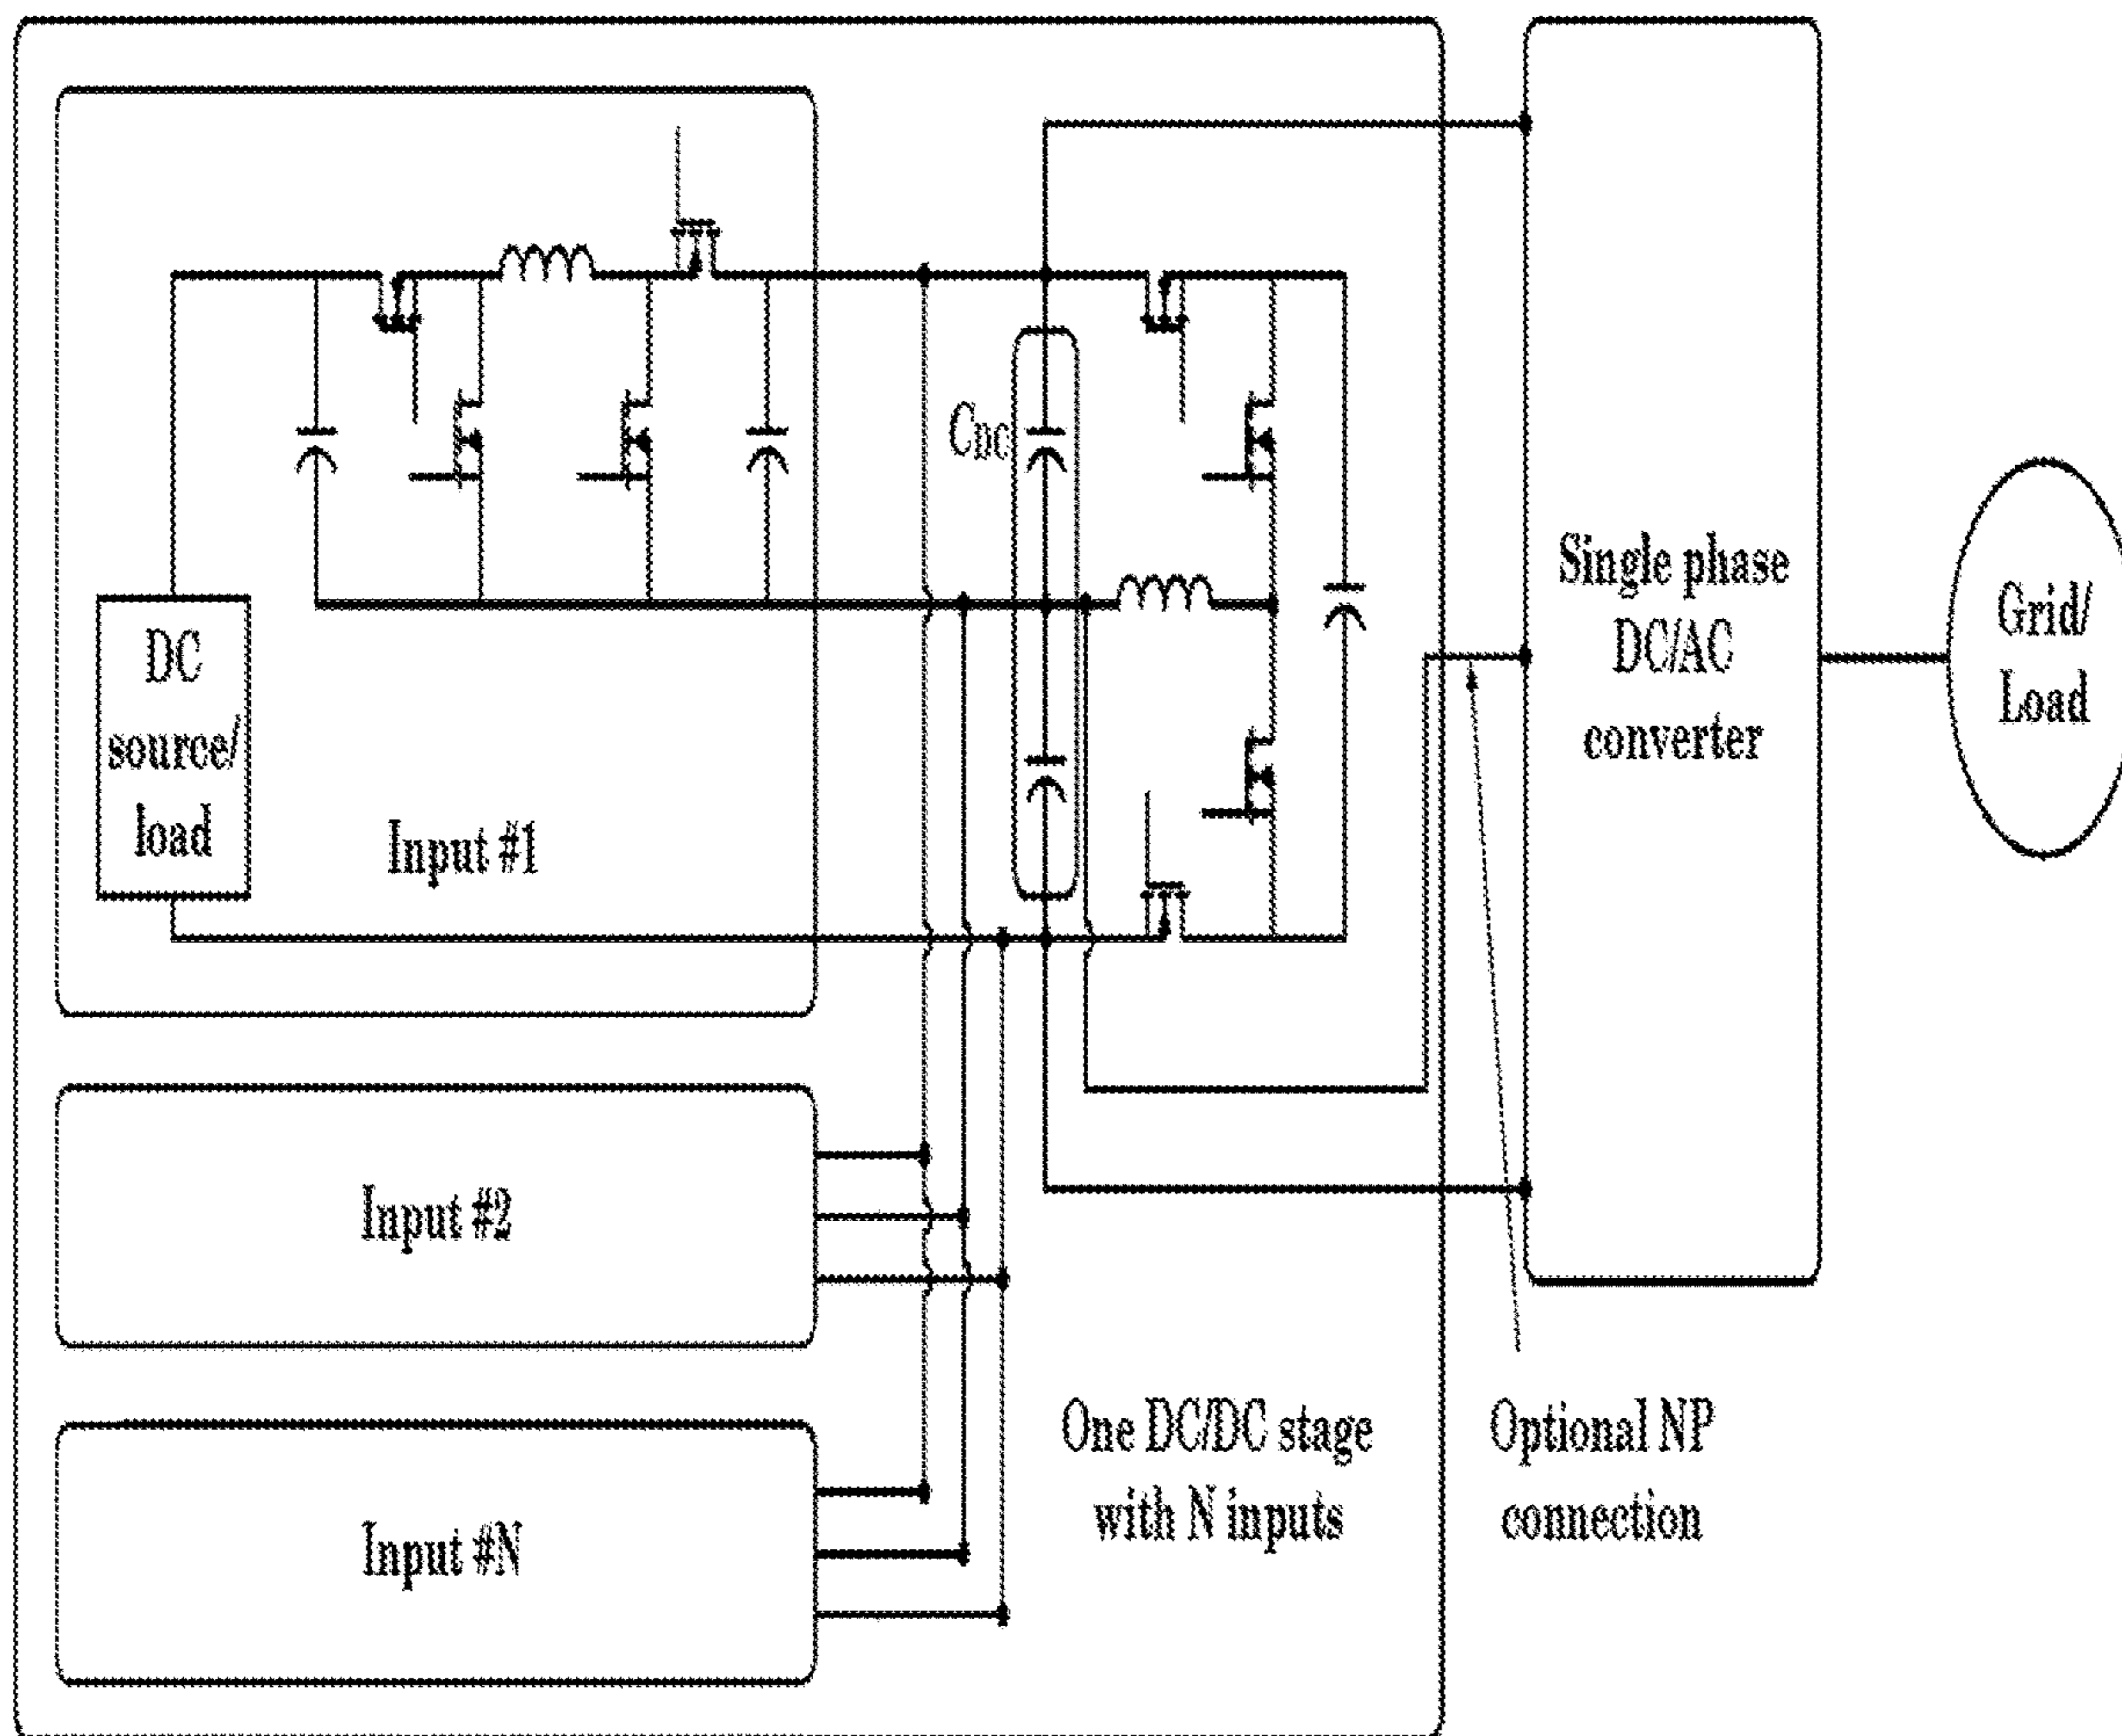 C_DC
DC
source/
load
Input #1
Single phase
DC/AC
converter
Grid/
Load
Input #2
Input #N
One DC/DC stage
with N inputs
Optional NP
connection